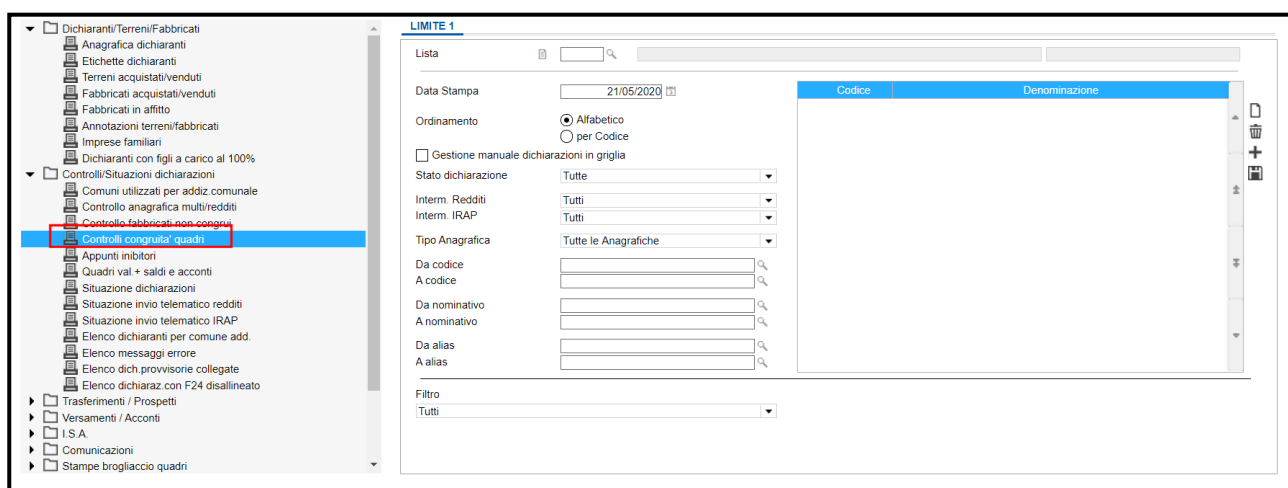 Dichiaranti/Terreni/Fabbricati
Anagrafica dichiaranti
Etichette dichiaranti
Terreni acquistati/venduti
Fabbricati acquistati/venduti
Fabbricati in affitto
Annotazioni terreni/fabbricati
Imprese familiari
Dichiaranti con figli a carico al 100%
Controlli/Situazioni dichiarazioni
Comuni utilizzati per addiz.comunale
Controllo anagrafica multi/redditi
Controllo fabbricati non congrui
Controlli congruita' quadri
Appunti inibitori
Quadri val.+ saldi e acconti
Situazione dichiarazioni
Situazione invio telematico redditi
Situazione invio telematico IRAP
Elenco dichiaranti per comune add.
Elenco messaggi errore
Elenco dich.provvisorie collegate
Elenco dichiaraz.con F24 disallineato
Trasferimenti / Prospetti
Versamenti / Acconti
I.S.A.
Comunicazioni
Stampe brogliaccio quadri
LIMITE 1
Lista
Data Stampa 21/05/2020
Ordinamento Alfabetico
per Codice
Gestione manuale dichiarazioni in griglia
Stato dichiarazione Tutte
Interm. Redditi Tutti
Interm. IRAP Tutti
Tipo Anagrafica Tutte le Anagrafiche
Da codice
A codice
Da nominativo
A nominativo
Da alias
A alias
Filtro
Tutti
Codice Denominazione